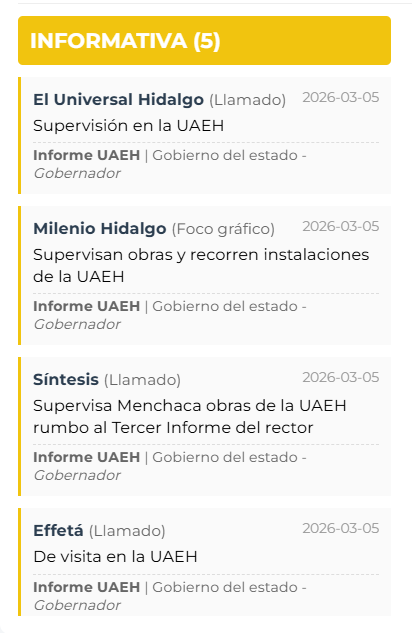 INFORMATIVA (5)
El Universal Hidalgo (Llamado) 2026-03-05
Supervisión en la UAEH
Informe UAEH | Gobierno del estado -
Gobernador
Milenio Hidalgo (Foco gráfico) 2026-03-05
Supervisan obras y recorren instalaciones
de la UAEH
Informe UAEH | Gobierno del estado -
Gobernador
Síntesis (Llamado) 2026-03-05
Supervisa Menchaca obras de la UAEH
rumbo al Tercer Informe del rector
Informe UAEH | Gobierno del estado -
Gobernador
Effetá (Llamado) 2026-03-05
De visita en la UAEH
Informe UAEH | Gobierno del estado -
Gobernador